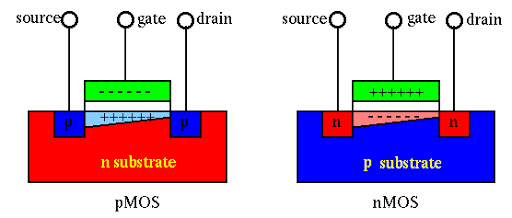 source gate drain
- - - - - -
++++++
p p
n substrate
pMOS
source gate drain
++++++
- - - - - -
n n
p substrate
nMOS